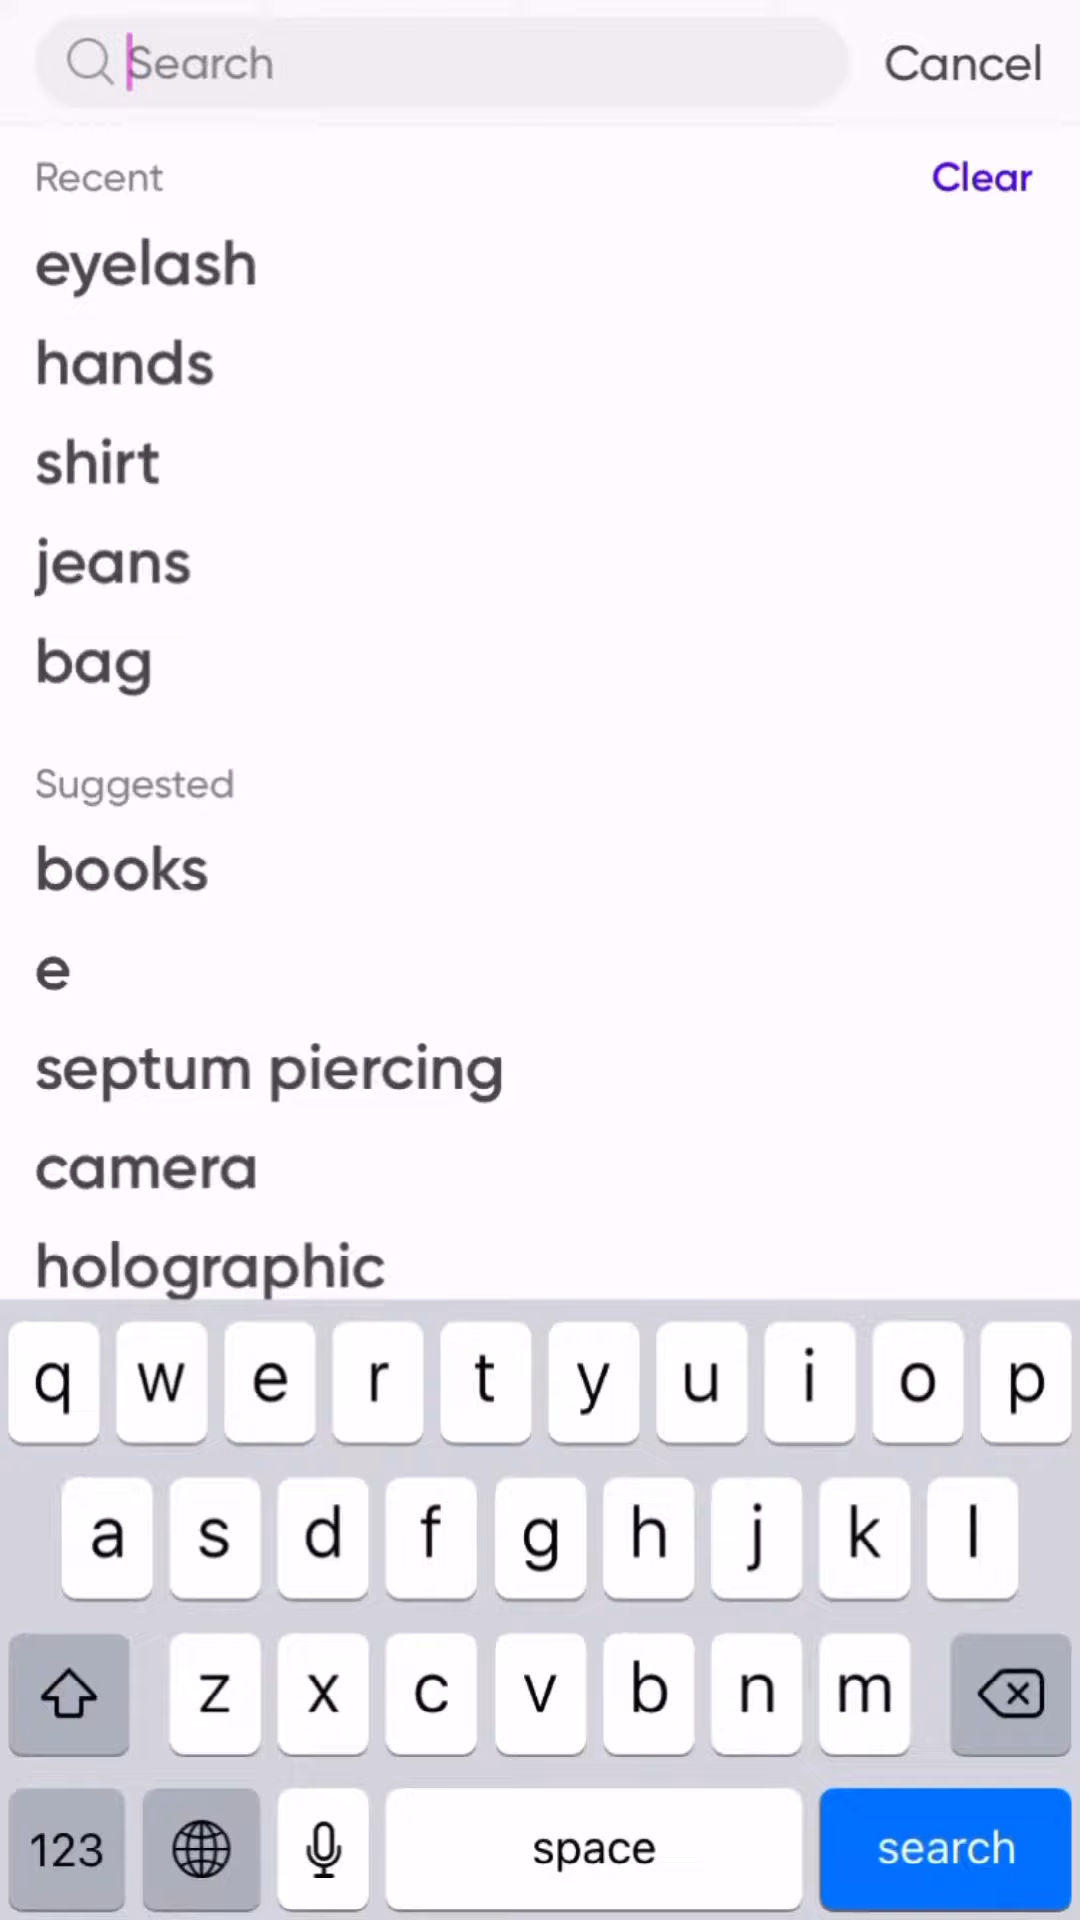 Search Cancel
Recent Clear
eyelash
hands
shirt
jeans
bag
Suggested
books
e
septum piercing
camera
holographic
q w e r t y u i o p
a s d f g h j k l
z x c v b n m
123 space search